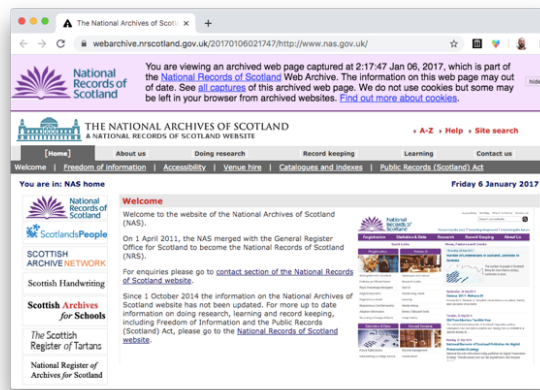 The National Archives of Scotl
webarchive.nrscotland.gov.uk/20170106021747/http://www.nas.gov.uk/
National
Records of
Scotland
You are viewing an archived web page captured at 2:17:47 Jan 06, 2017, which is part of
the National Records of Scotland Web Archive. The information on this web page may out
of date. See all captures of this archived web page. We do not use cookies but some may
be left in your browser from archived websites. Find out more about cookies.
hide
THE NATIONAL ARCHIVES OF SCOTLAND
A NATIONAL RECORDS OF SCOTLAND WEBSITE
A-Z Help Site search
[Home] About us Doing research Record keeping Learning Contact us
Welcome | Freedom of information | Accessibility | Venue hire | Catalogues and indexes | Public Records (Scotland) Act
You are in: NAS home
Friday 6 January 2017
National
Records of
Scotland
ScotlandsPeople
SCOTTISH
ARCHIVE NETWORK
Scottish Handwriting
Scottish Archives
for Schools
The Scottish
Register of Tartans
National Register of
Archives for Scotland
Welcome
Welcome to the website of the National Archives of Scotland
(NAS).
On 1 April 2011, the NAS merged with the General Register
Office for Scotland to become the National Records of Scotland
(NRS).
For enquiries please go to contact section of the National Records
of Scotland website.
Since 1 October 2014 the information on the National Archives of
Scotland website has not been updated. For more up to date
information on doing research, learning and record keeping,
including Freedom of Information and the Public Records
(Scotland) Act, please go to the National Records of Scotland
website.
National
Records of
Scotland